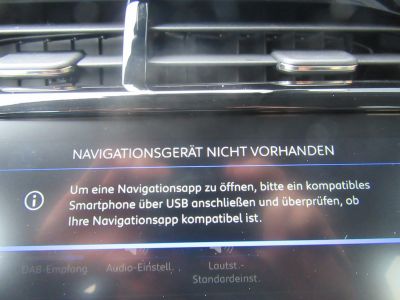 NAVIGATIONSGERÄT NICHT VORHANDEN
Um eine Navigationsapp zu öffnen, bitte ein kompatibles
Smartphone über USB anschließen und überprüfen, ob
Ihre Navigationsapp kompatibel ist.
DAB-Empfang Audio-Einstell. Lautst.-
Standardeinst.